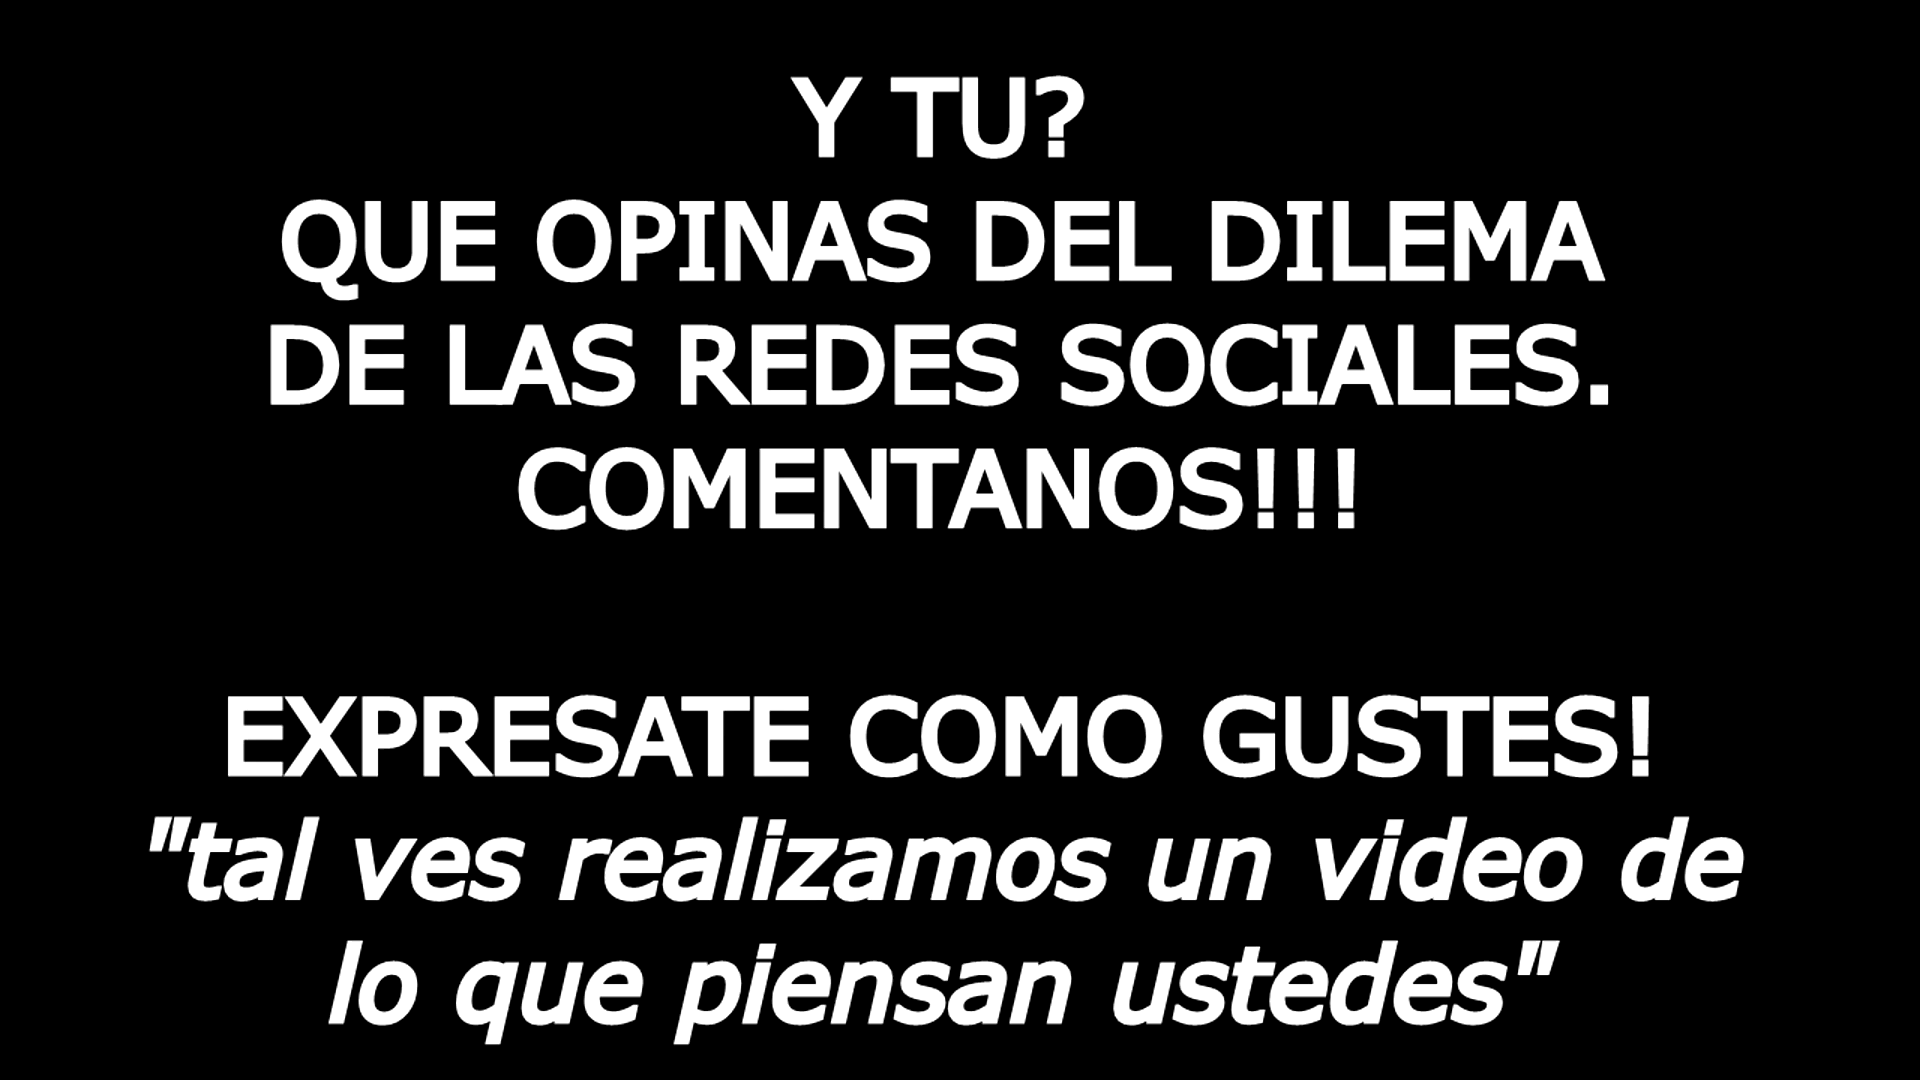 Y TU?
QUE OPINAS DEL DILEMA
DE LAS REDES SOCIALES.
COMENTANOS!!!
EXPRESATE COMO GUSTES!
"tal ves realizamos un video de
lo que piensan ustedes"